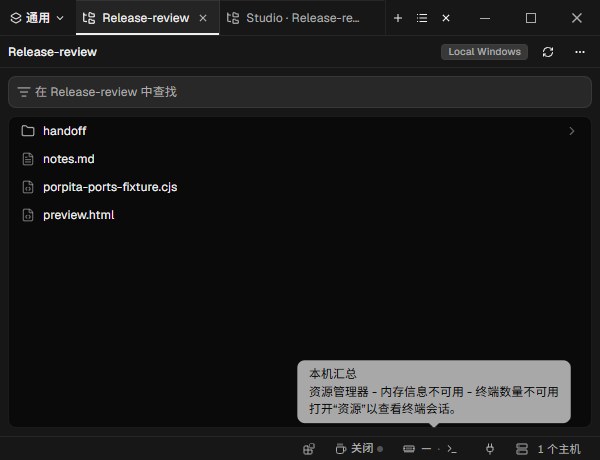 通用
Release-review
Studio · Release-re...
Release-review
Local Windows
在 Release-review 中查找
handoff
notes.md
porpita-ports-fixture.cjs
preview.html
本机汇总
资源管理器 - 内存信息不可用 - 终端数量不可用
打开“资源”以查看终端会话。
关闭
— ·
1 个主机